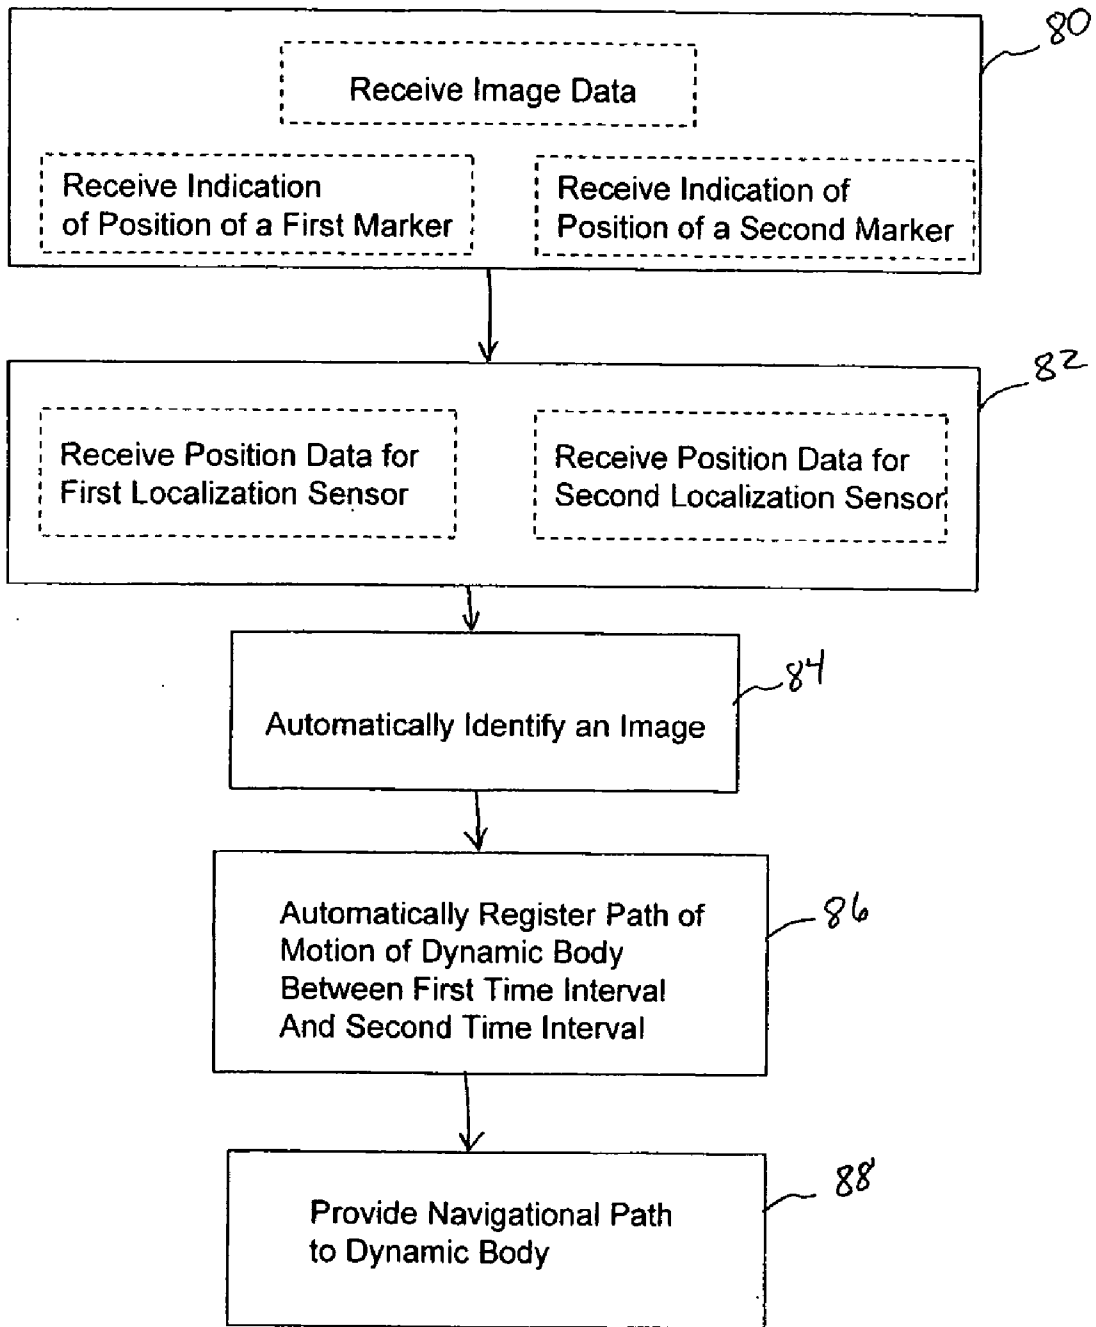 80
Receive Image Data
Receive Indication
of Position of a First Marker
Receive Indication of
Position of a Second Marker
82
Receive Position Data for
First Localization Sensor
Receive Position Data for
Second Localization Sensor
84
Automatically Identify an Image
86
Automatically Register Path of
Motion of Dynamic Body
Between First Time Interval
And Second Time Interval
88
Provide Navigational Path
to Dynamic Body